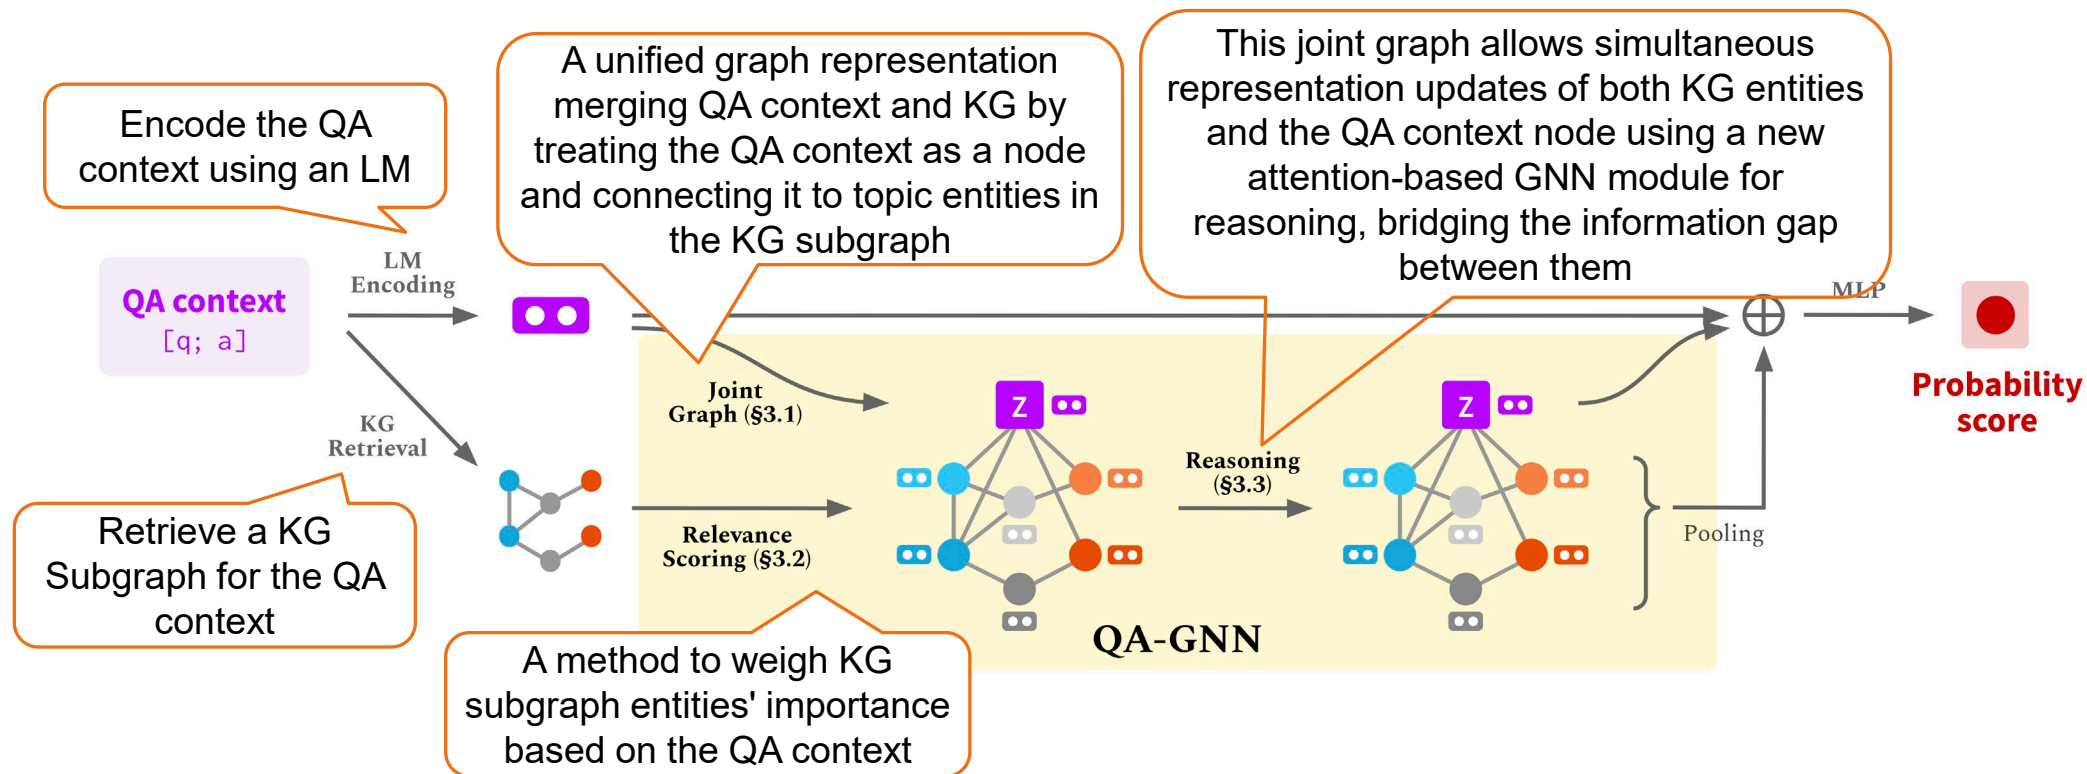 Encode the QA
context using an LM
A unified graph representation
merging QA context and KG by
treating the QA context as a node
and connecting it to topic entities in
the KG subgraph
This joint graph allows simultaneous
representation updates of both KG entities
and the QA context node using a new
attention-based GNN module for
reasoning, bridging the information gap
between them
QA context
[q; a]
LM
Encoding
KG
Retrieval
Retrieve a KG
Subgraph for the QA
context
Joint
Graph (§3.1)
Relevance
Scoring (§3.2)
A method to weigh KG
subgraph entities' importance
based on the QA context
Z
Reasoning
(§3.3)
Z
QA-GNN
Pooling
MLP
Probability
score